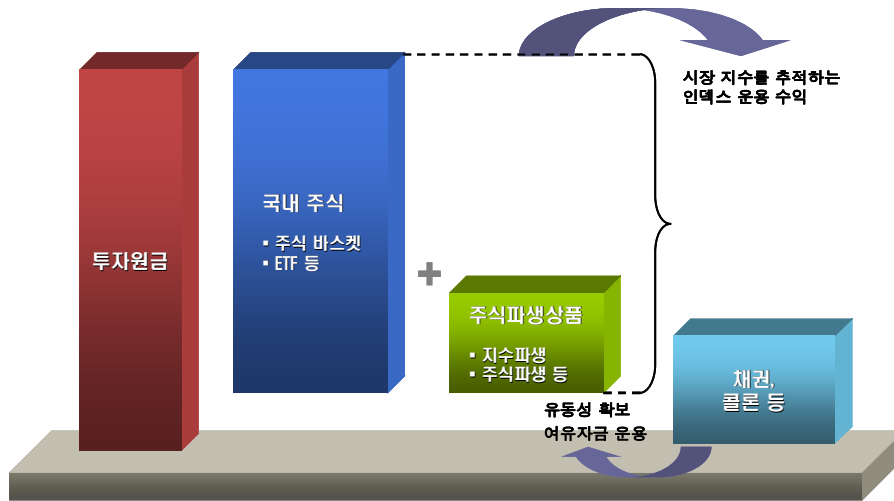 시장 지수를 추적하는
인덱스 운용 수익
투자원금
국내 주식
▪ 주식 바스켓
▪ ETF 등
+
주식파생상품
▪ 지수파생
▪ 주식파생 등
채권,
콜론 등
유동성 확보
여유자금 운용